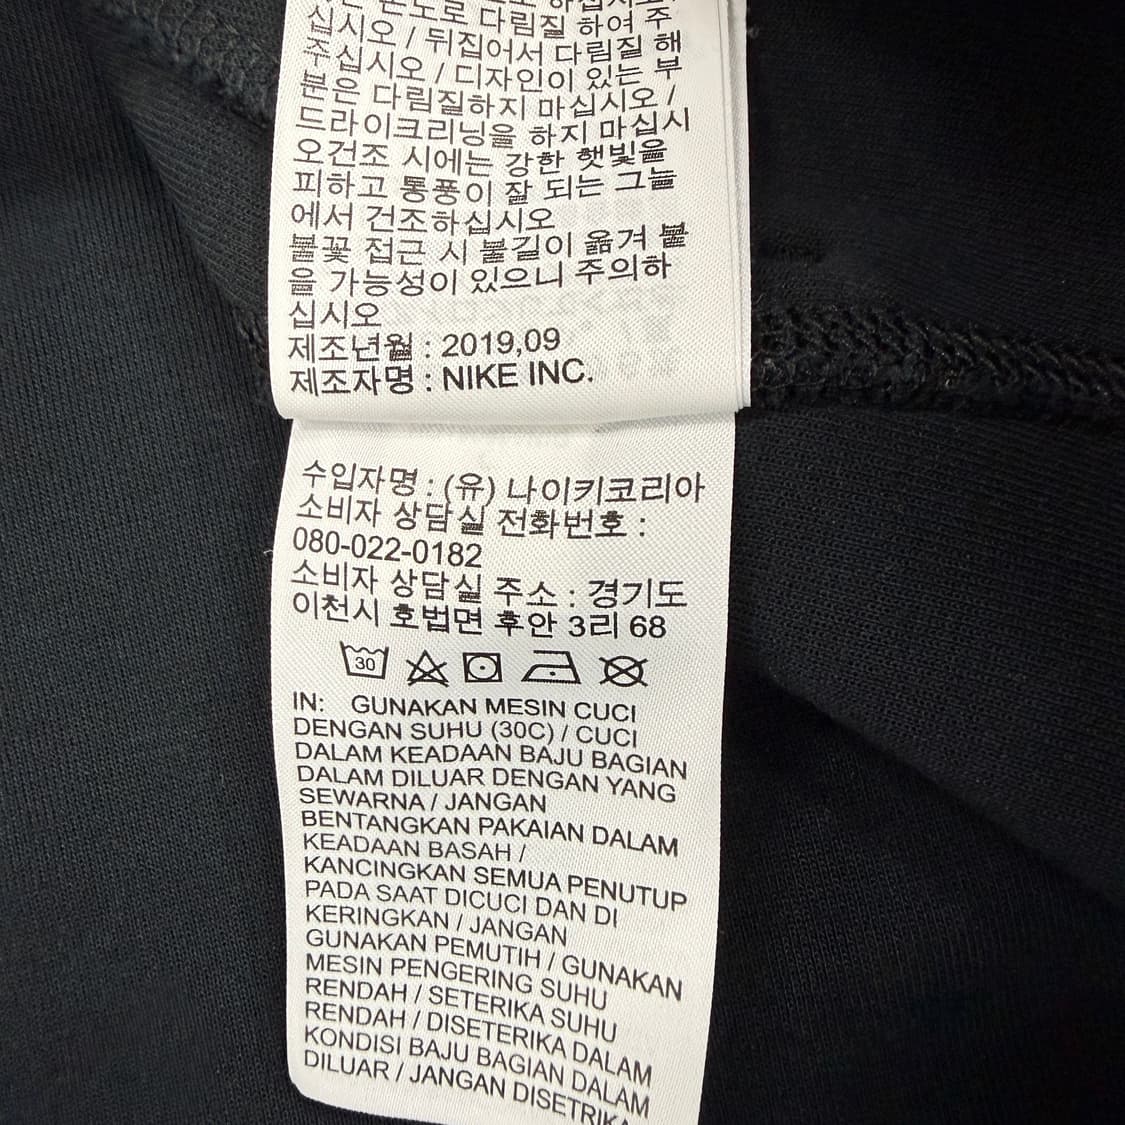 은 온도로 다림질 하여 주
십시오 / 뒤집어서 다림질 해
주십시오 / 디자인이 있는 부
분은 다림질하지 마십시오 /
드라이크리닝을 하지 마십시
오건조 시에는 강한 햇빛을
피하고 통풍이 잘 되는 그늘
에서 건조하십시오
불꽃 접근 시 불길이 옮겨 붙
을 가능성이 있으니 주의하
십시오
제조년월 : 2019,09
제조자명 : NIKE INC.
수입자명 : (유) 나이키코리아
소비자 상담실 전화번호 :
080-022-0182
소비자 상담실 주소 : 경기도
이천시 호법면 후안 3리 68
30
IN: GUNAKAN MESIN CUCI
DENGAN SUHU (30C) / CUCI
DALAM KEADAAN BAJU BAGIAN
DALAM DILUAR DENGAN YANG
SEWARNA / JANGAN
BENTANGKAN PAKAIAN DALAM
KEADAAN BASAH /
KANCINGKAN SEMUA PENUTUP
PADA SAAT DICUCI DAN DI
KERINGKAN / JANGAN
GUNAKAN PEMUTIH / GUNAKAN
MESIN PENGERING SUHU
RENDAH / SETERIKA SUHU
RENDAH / DISETERIKA DALAM
KONDISI BAJU BAGIAN DALAM
DILUAR / JANGAN DISETRIKA